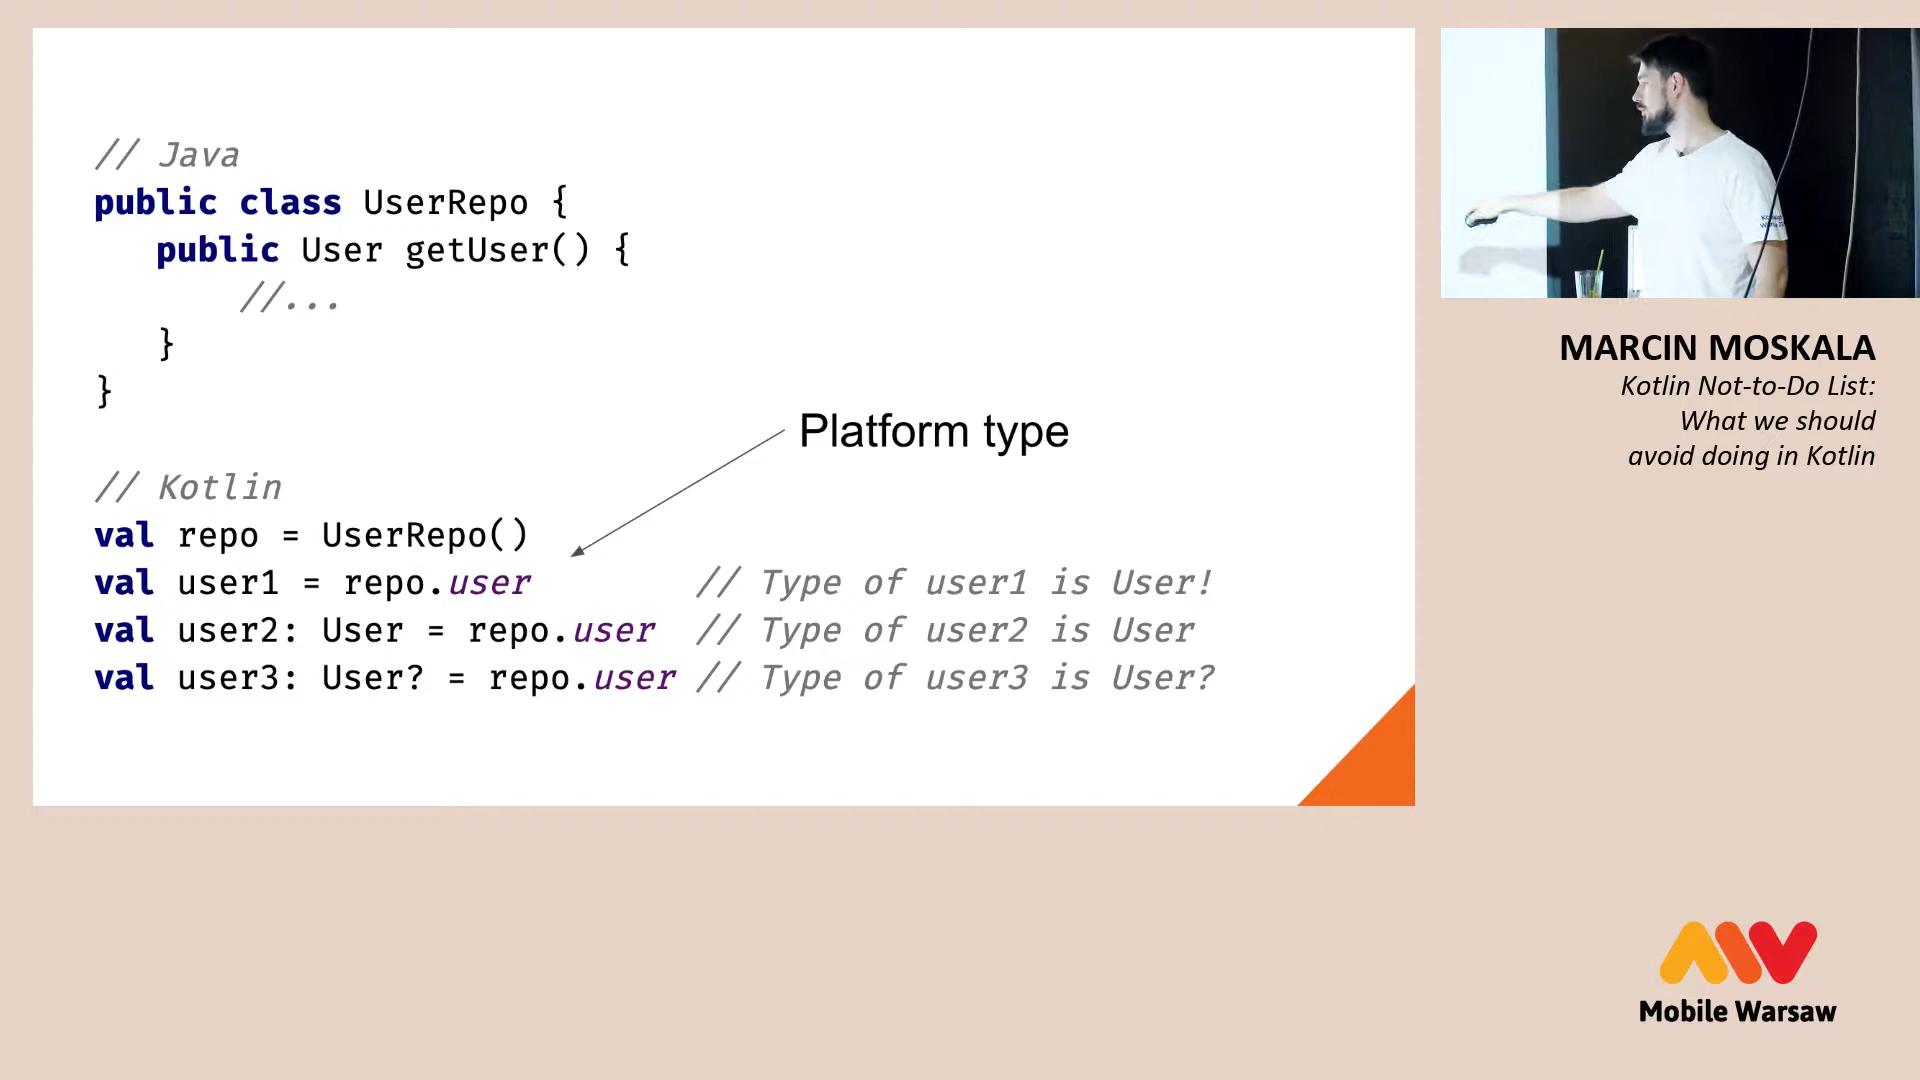 // Java
public class UserRepo {
public User getUser() {
//...
}
}
Platform type
// Kotlin
val repo = UserRepo()
val user1 = repo.user // Type of user1 is User!
val user2: User = repo.user // Type of user2 is User
val user3: User? = repo.user // Type of user3 is User?
MARCIN MOSKALA
Kotlin Not-to-Do List:
What we should
avoid doing in Kotlin
Mobile Warsaw